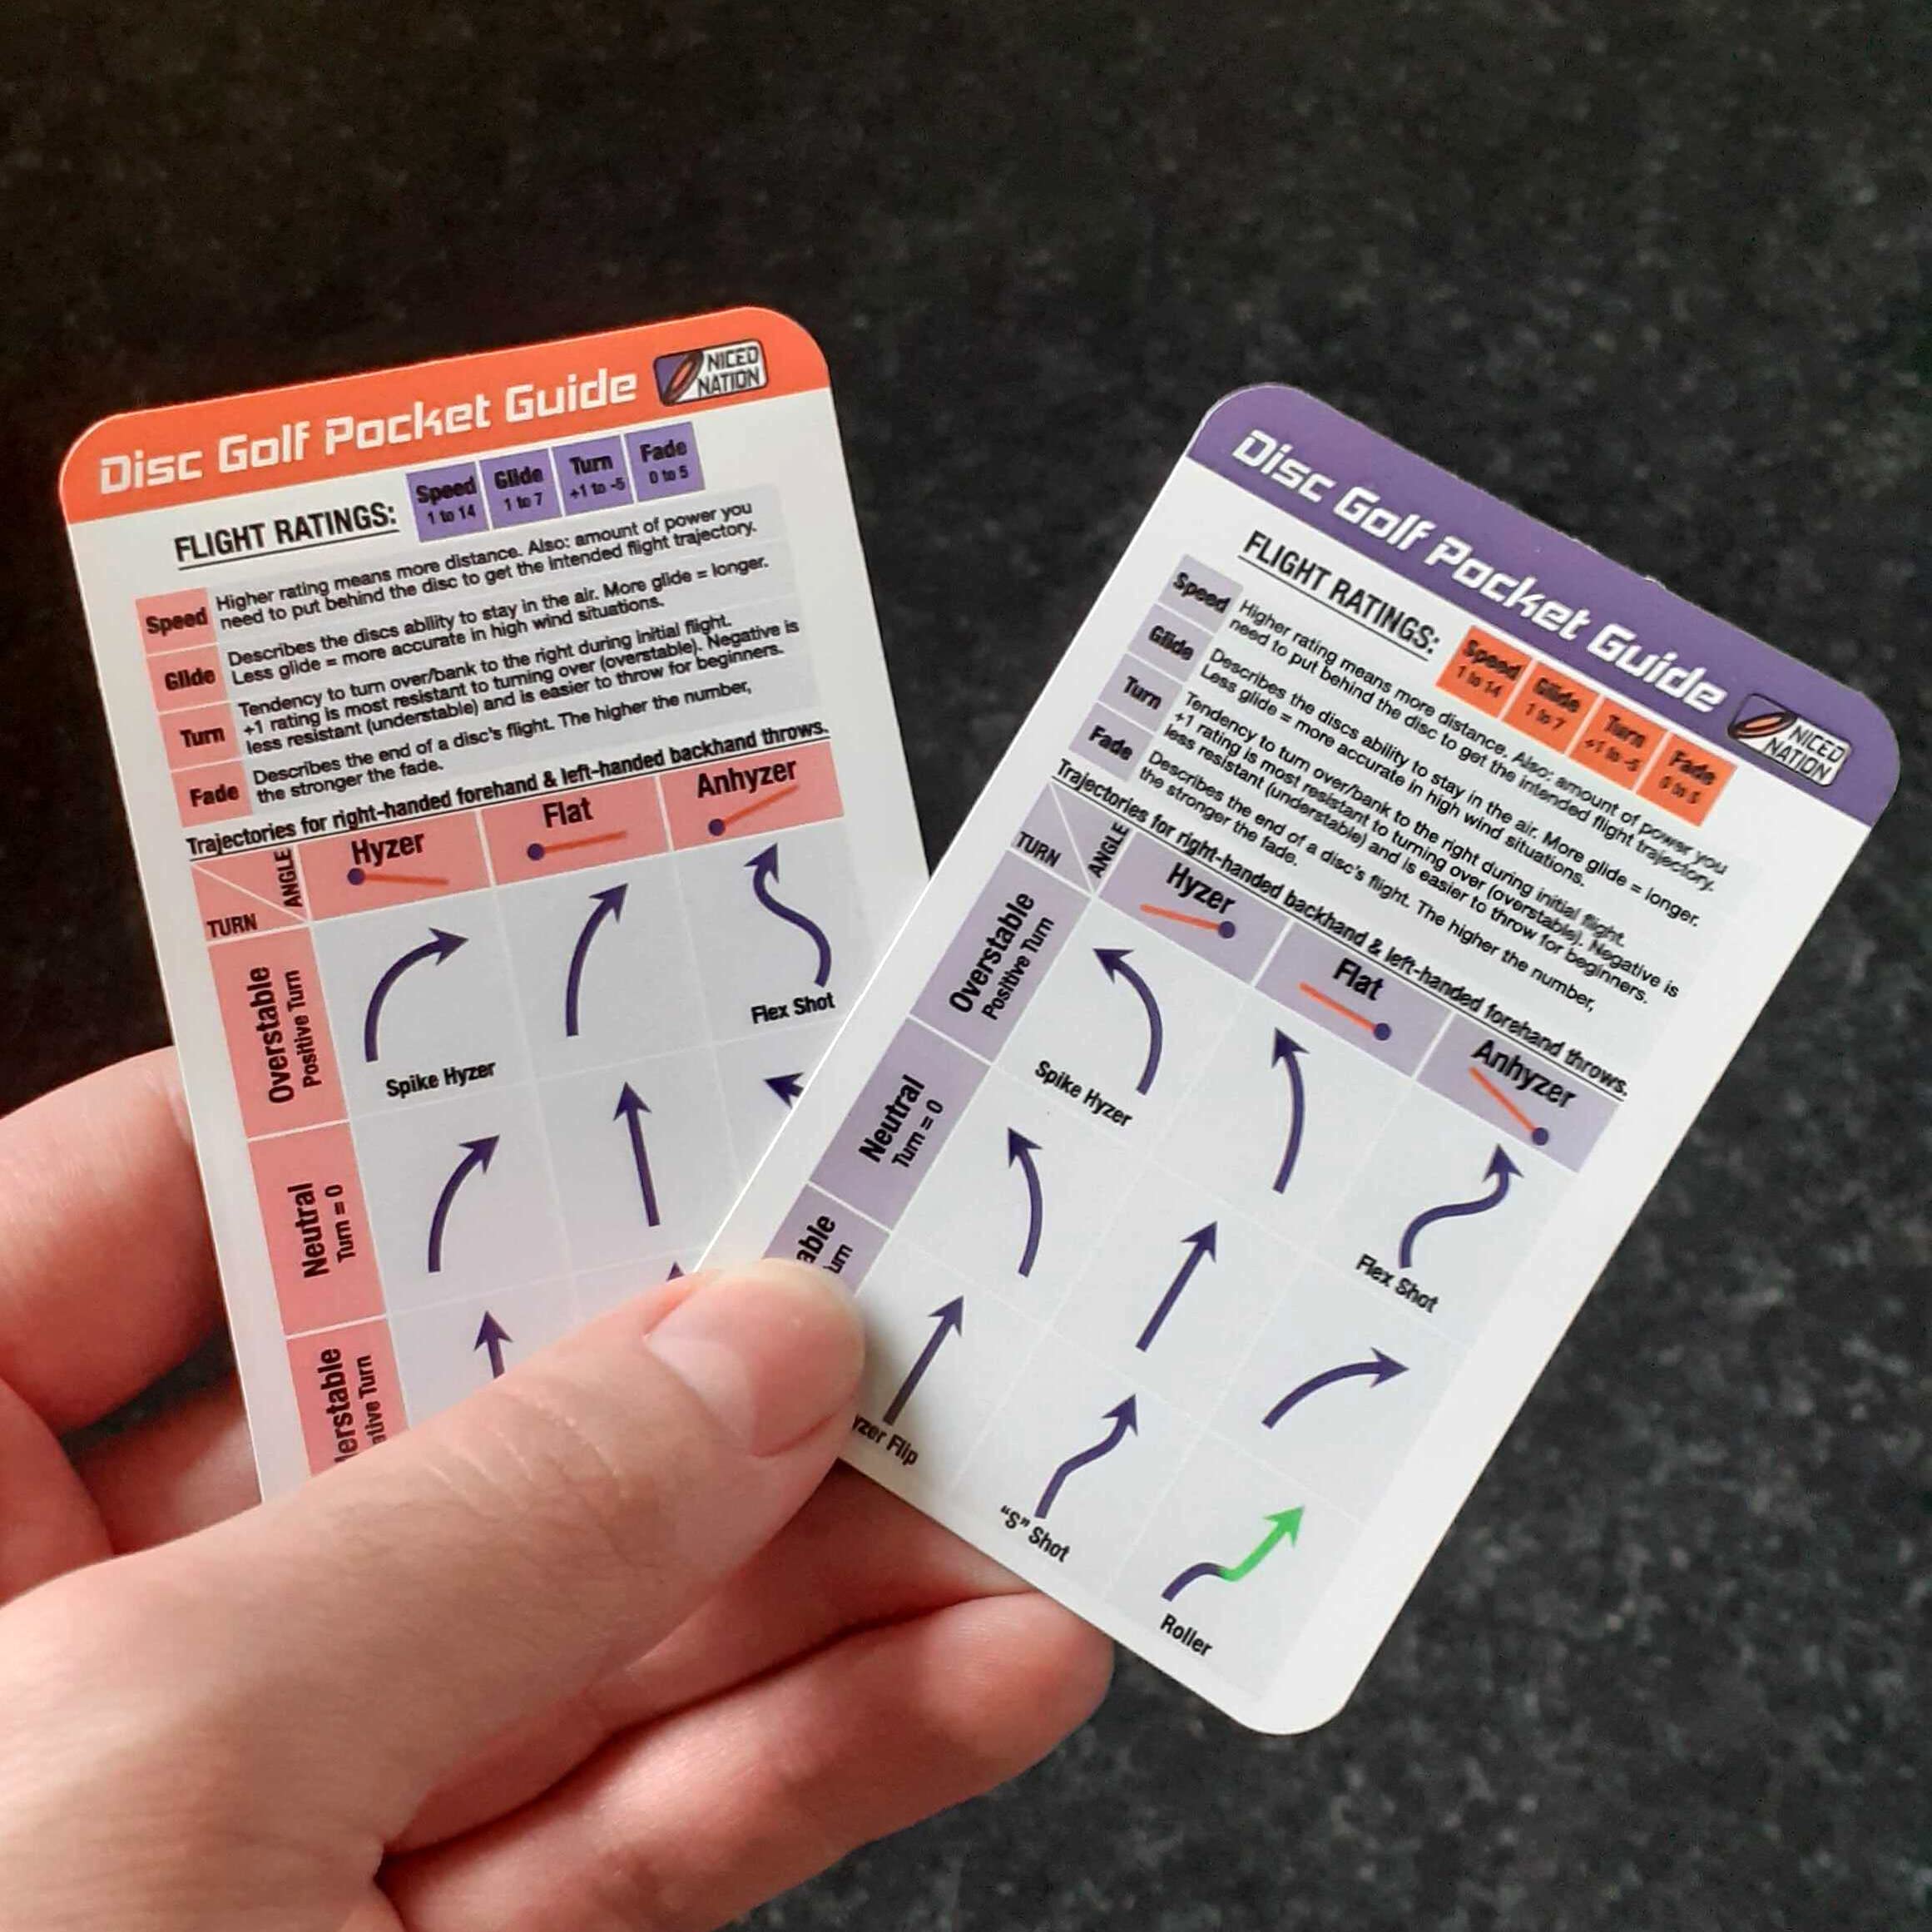 Disc Golf Pocket Guide
NICED
NATION
FLIGHT RATINGS:
Speed
1 to 14
Glide
1 to 7
Turn
+1 to -5
Fade
0 to 5
Speed
Higher rating means more distance. Also: amount of power you
need to put behind the disc to get the intended flight trajectory.
Glide
Describes the discs ability to stay in the air. More glide = longer.
Less glide = more accurate in high wind situations.
Turn
Tendency to turn over/bank to the right during initial flight.
+1 rating is most resistant to turning over (overstable). Negative is
less resistant (understable) and is easier to throw for beginners.
Fade
Describes the end of a disc's flight. The higher the number,
the stronger the fade.
Trajectories for right-handed forehand & left-handed backhand throws.
TURN
ANGLE
Hyzer
Flat
Anhyzer
Overstable
Positive Turn
Spike Hyzer
Flex Shot
Neutral
Turn = 0
erstable
ative Turn
Disc Golf Pocket Guide
NICED
NATION
FLIGHT RATINGS:
Speed
1 to 14
Glide
1 to 7
Turn
+1 to -5
Fade
0 to 5
Speed
Higher rating means more distance. Also: amount of power you
need to put behind the disc to get the intended flight trajectory.
Glide
Describes the discs ability to stay in the air. More glide = longer.
Less glide = more accurate in high wind situations.
Turn
Tendency to turn over/bank to the right during initial flight.
+1 rating is most resistant to turning over (overstable). Negative is
less resistant (understable) and is easier to throw for beginners.
Fade
Describes the end of a disc's flight. The higher the number,
the stronger the fade.
Trajectories for right-handed backhand & left-handed forehand throws.
TURN
ANGLE
Hyzer
Flat
Anhyzer
Overstable
Positive Turn
Spike Hyzer
Flex Shot
Neutral
Turn = 0
able
urn
yzer Flip
"S" Shot
Roller